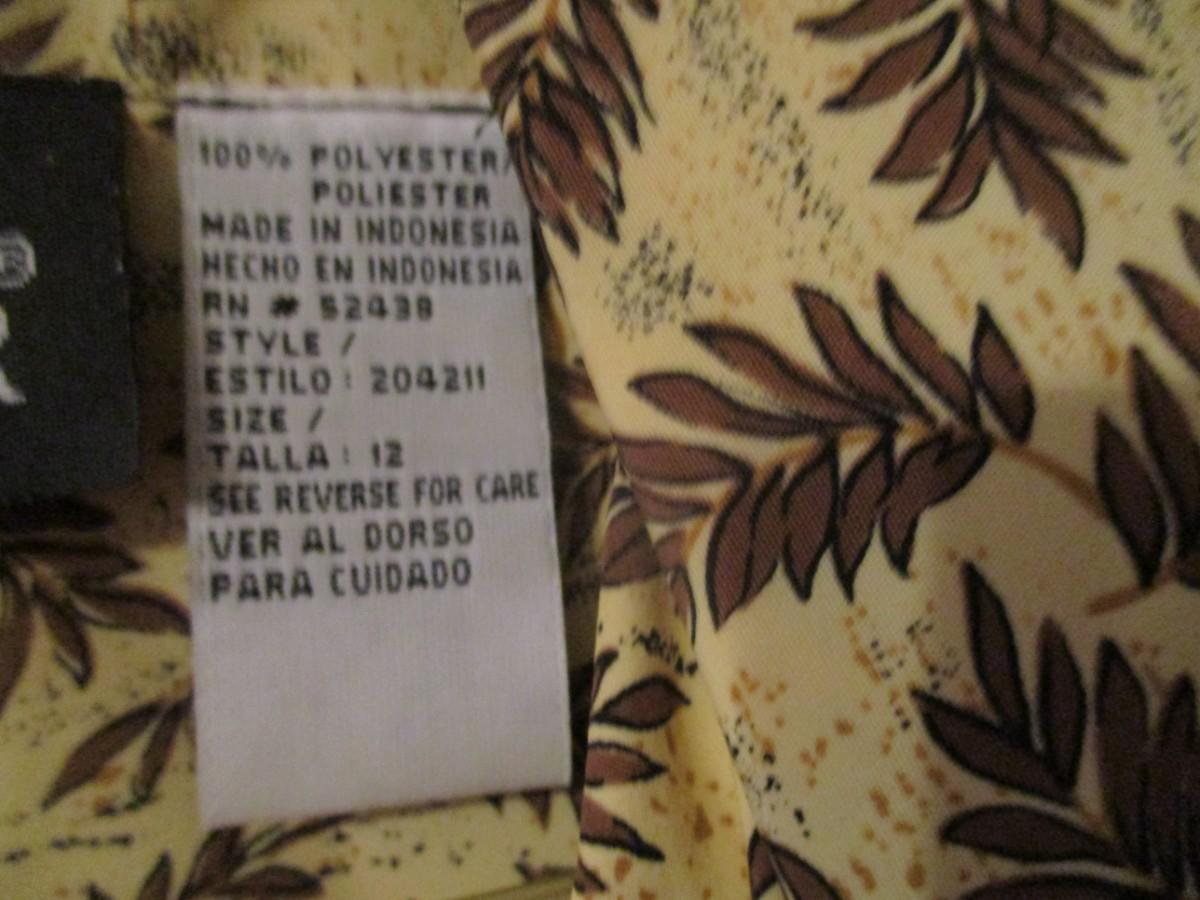 100% POLYESTER/
POLIESTER
MADE IN INDONESIA
HECHO EN INDONESIA
RN # 52438
STYLE /
ESTILO : 204211
SIZE /
TALLA : 12
SEE REVERSE FOR CARE
VER AL DORSO
PARA CUIDADO